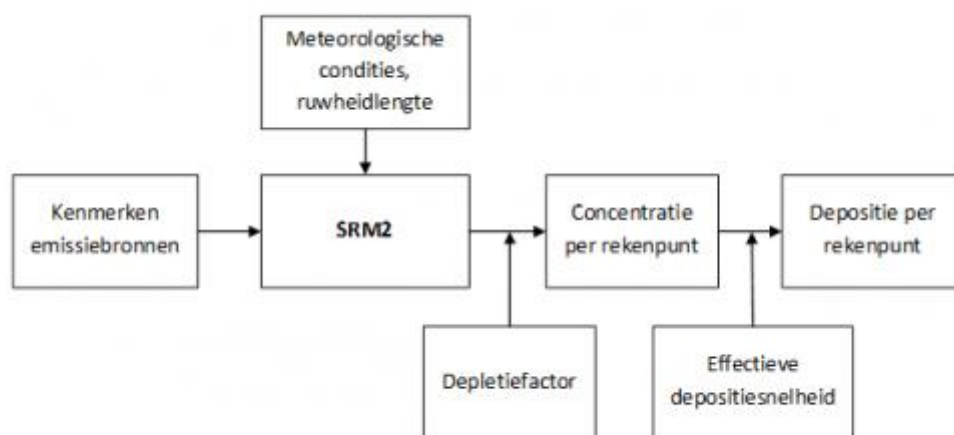 Meteorologische
condities,
ruwheidlengte
Kenmerken
emissiebronnen
SRM2
Concentratie
per rekenpunt
Depositie per
rekenpunt
Depletiefactor
Effectieve
depositiesnelheid